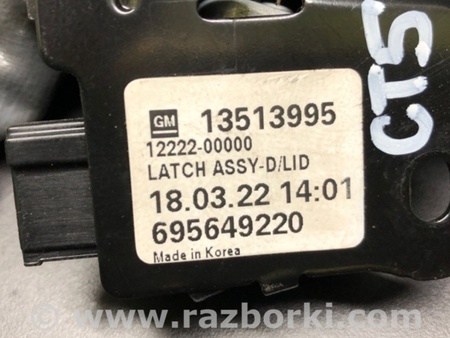 GM 13513995
12222-00000
LATCH ASSY-D/LID
18.03.22 14:01
695649220
Made in Korea
CT5
www.razborki.com